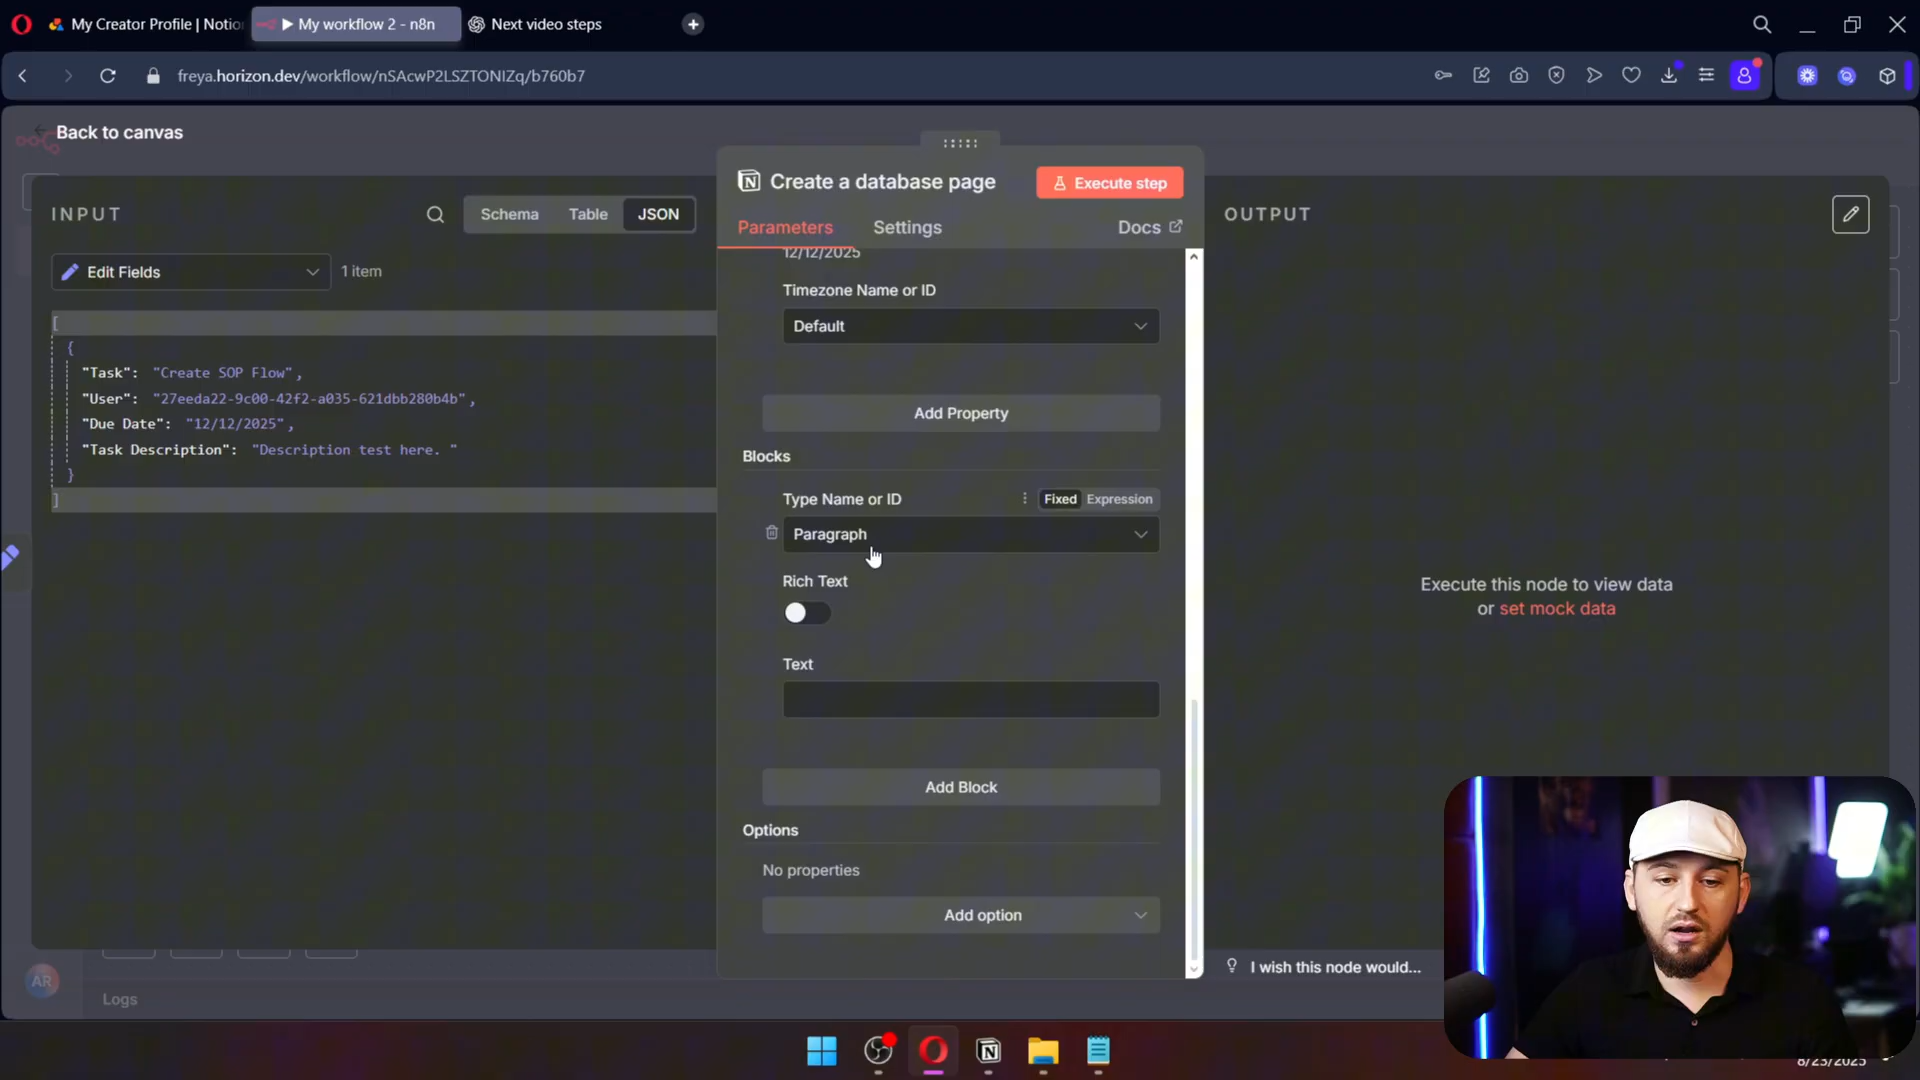 My Creator Profile | Notio
My workflow 2 - n8n
Next video steps
freya.horizon.dev/workflow/nSAcwP2LSZTONIZq/b760b7
Back to canvas
INPUT
Schema
Table
JSON
Edit Fields
1 item
[
{
"Task": "Create SOP Flow",
"User": "27eeda22-9c00-42f2-a035-621dbb280b4b",
"Due Date": "12/12/2025",
"Task Description": "Description test here. "
}
]
Create a database page
Execute step
Parameters
Settings
Docs
12/12/2025
Timezone Name or ID
Default
Add Property
Blocks
Type Name or ID
Fixed
Expression
Paragraph
Rich Text
Text
Add Block
Options
No properties
Add option
OUTPUT
Execute this node to view data
or set mock data
I wish this node would...
AR
Logs
8/23/2025